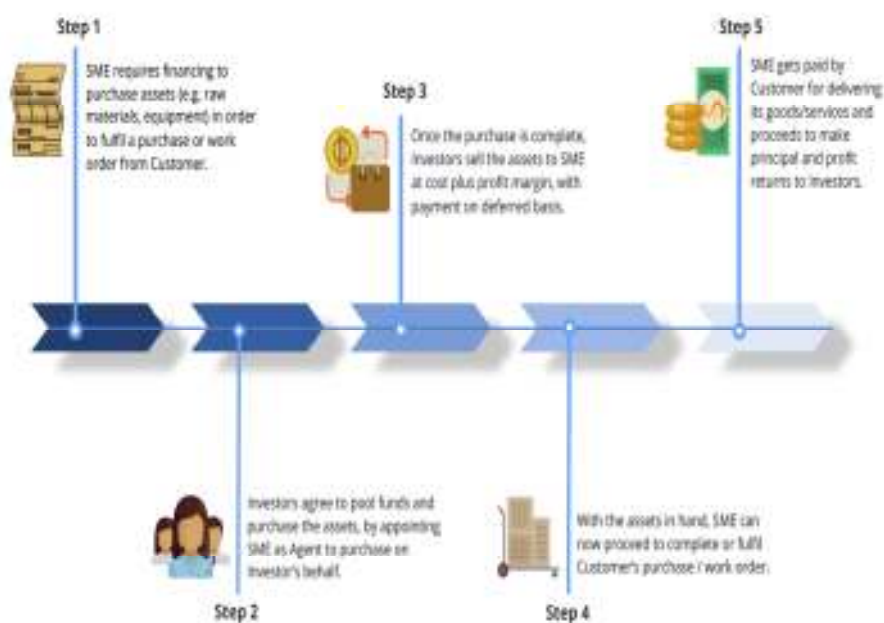 Step 1
SME requires financing to
purchase assets (e.g. raw
materials, equipment) in order
to fulfil a purchase or work
order from Customer.
Step 2
Investors agree to pool funds and
purchase the assets, by appointing
SME as Agent to purchase on
Investor's behalf.
Step 3
Once the purchase is complete,
Investors sell the assets to SME
at cost plus profit margin, with
payment on deferred basis.
Step 4
With the assets in hand, SME can
now proceed to complete or fulfil
Customer's purchase / work order.
Step 5
SME gets paid by
Customer for delivering
its goods/services and
proceeds to make
principal and profit
returns to Investors.